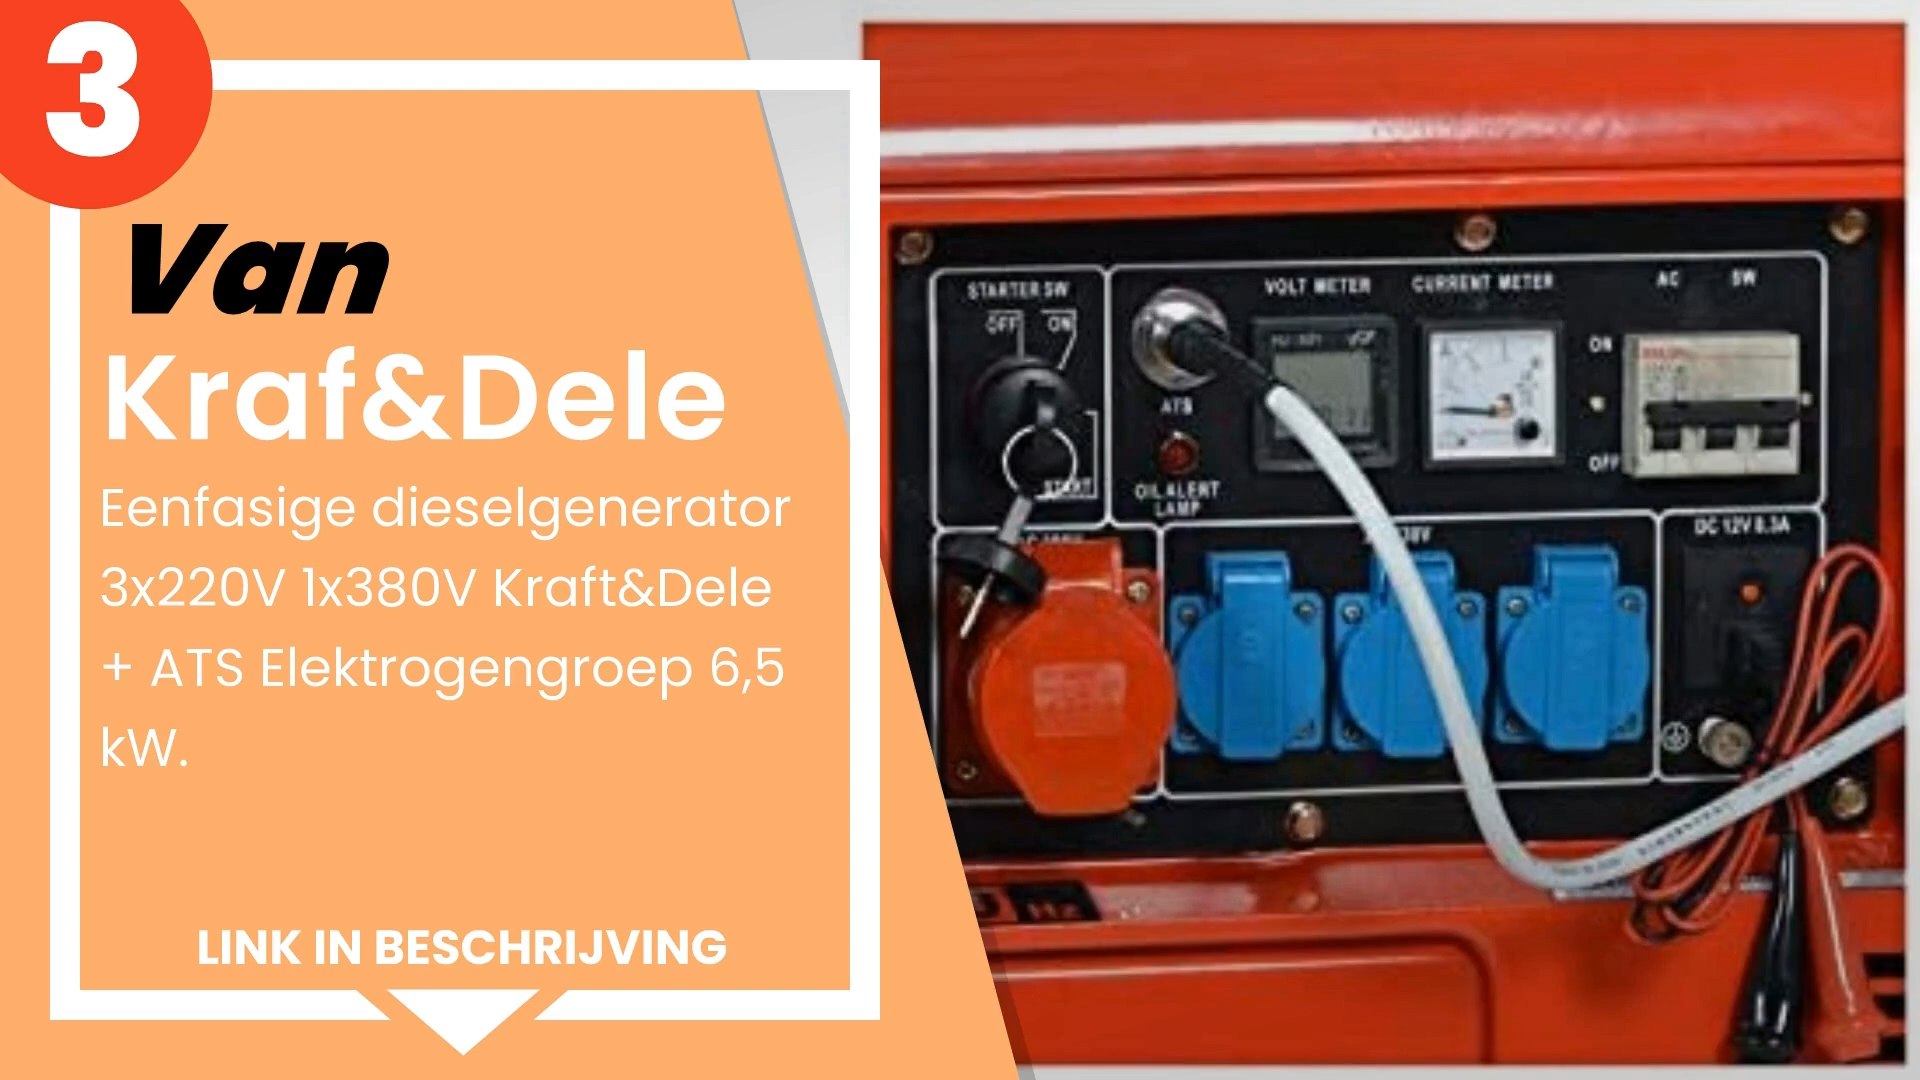 3
Van
Kraf&Dele
Eenfasige dieselgenerator
3x220V 1x380V Kraft&Dele
+ ATS Elektrogengroep 6,5
kW.
LINK IN BESCHRIJVING
STARTER SW
OFF ON
START
ATS
OIL ALERT
LAMP
VOLT METER
CURRENT METER
AC SW
ON
OFF
DC 12V 8.3A
Hz